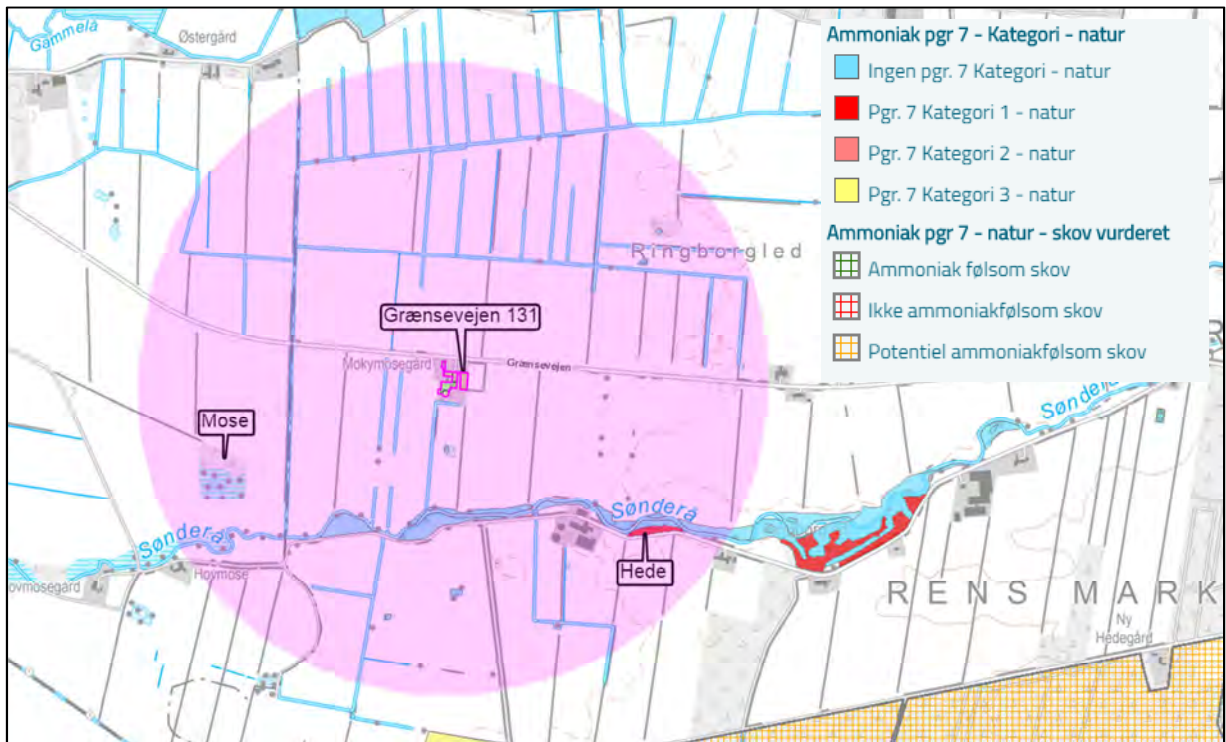 Gammelå
Østergård
Ammoniak pgr 7 - Kategori - natur
Ingen pgr. 7 Kategori - natur
Pgr. 7 Kategori 1 - natur
Pgr. 7 Kategori 2 - natur
Pgr. 7 Kategori 3 - natur
Ammoniak pgr 7 - natur - skov vurderet
Ammoniak følsom skov
Ikke ammoniakfølsom skov
Potentiel ammoniakfølsom skov
Ringborgled
Grænsevejen 131
Mokymosegård
Grænsevejen
Mose
Sønderå
Sønderå
Sønderå
Hovmose
ovmosegård
Hede
RENS MARK
Ny
Hedegård